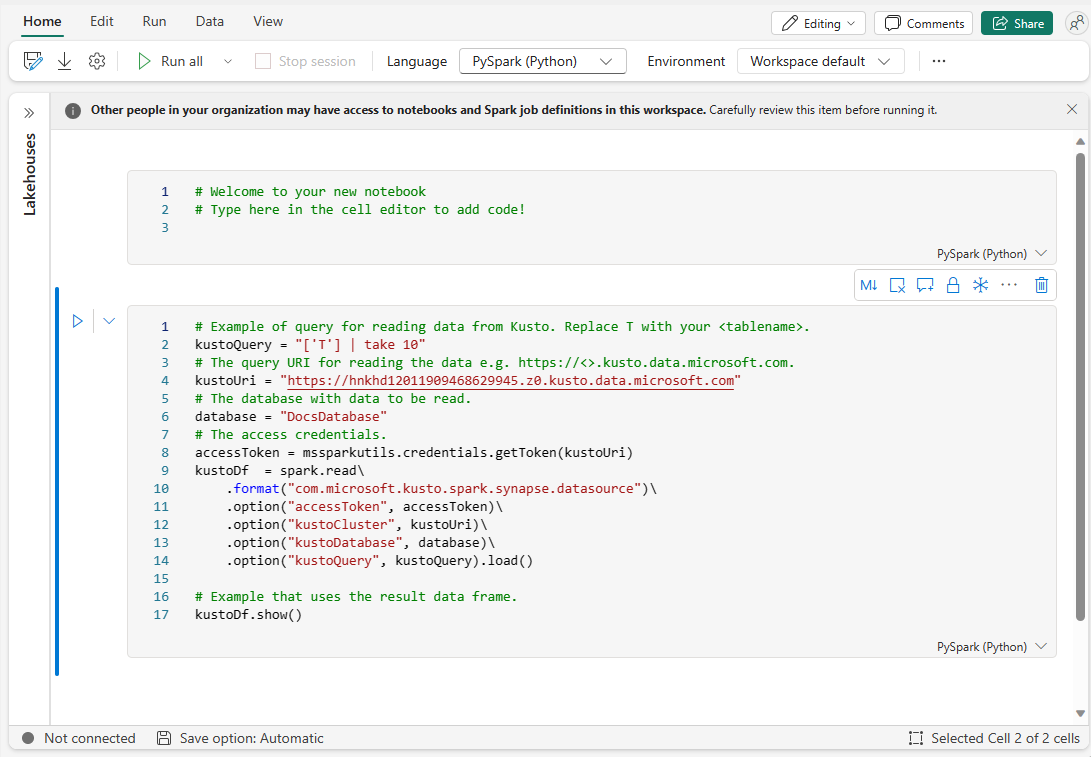 Home Edit Run Data View Editing Comments Share
Run all Stop session Language PySpark (Python) Environment Workspace default ...
Lakehouses
Other people in your organization may have access to notebooks and Spark job definitions in this workspace. Carefully review this item before running it.
1 # Welcome to your new notebook
2 # Type here in the cell editor to add code!
3
PySpark (Python)
M↓ ...
1 # Example of query for reading data from Kusto. Replace T with your <tablename>.
2 kustoQuery = "['T'] | take 10"
3 # The query URI for reading the data e.g. https://<>.kusto.data.microsoft.com.
4 kustoUri = "https://hnkhd12011909468629945.z0.kusto.data.microsoft.com"
5 # The database with data to be read.
6 database = "DocsDatabase"
7 # The access credentials.
8 accessToken = mssparkutils.credentials.getToken(kustoUri)
9 kustoDf  = spark.read\
10     .format("com.microsoft.kusto.spark.synapse.datasource")\
11     .option("accessToken", accessToken)\
12     .option("kustoCluster", kustoUri)\
13     .option("kustoDatabase", database)\
14     .option("kustoQuery", kustoQuery).load()
15
16 # Example that uses the result data frame.
17 kustoDf.show()
PySpark (Python)
Not connected Save option: Automatic Selected Cell 2 of 2 cells